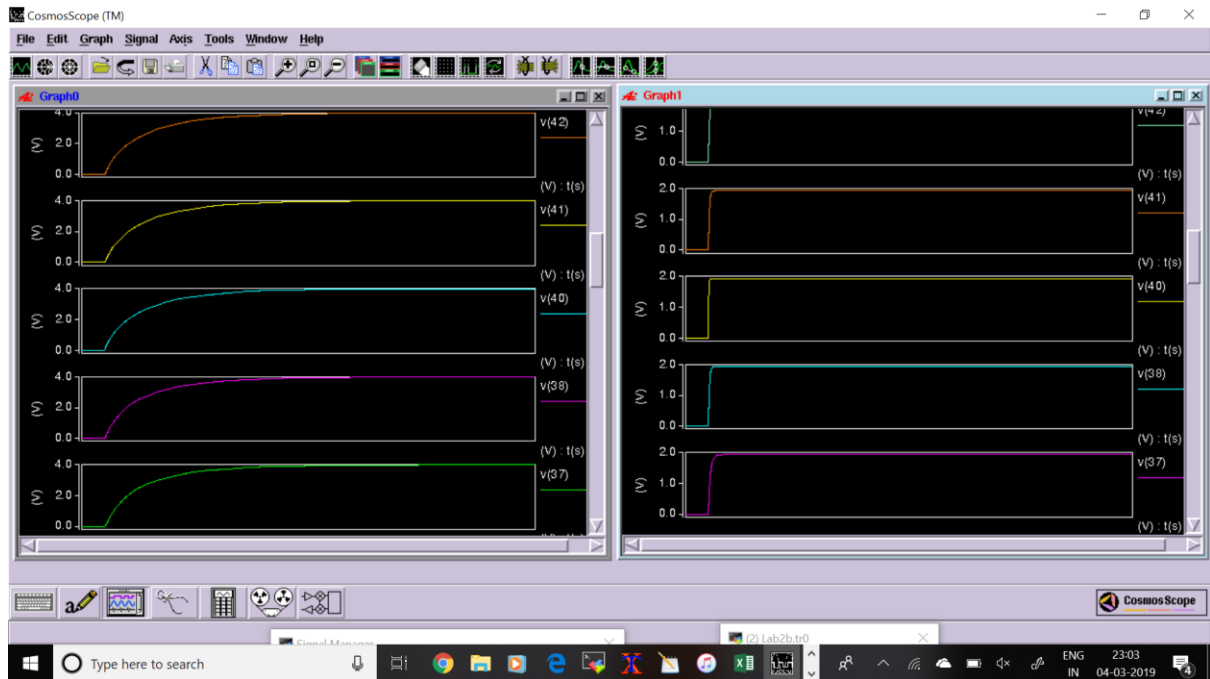 CosmosScope (TM)
File Edit Graph Signal Axis Tools Window Help
Graph0
4.0
(V) 2.0
0.0
v(42)
(V) : t(s)
4.0
(V) 2.0
0.0
v(41)
(V) : t(s)
4.0
(V) 2.0
0.0
v(40)
(V) : t(s)
4.0
(V) 2.0
0.0
v(38)
(V) : t(s)
4.0
(V) 2.0
0.0
v(37)
Graph1
v(42)
(V) 1.0
0.0
(V) : t(s)
2.0
(V) 1.0
0.0
v(41)
(V) : t(s)
2.0
(V) 1.0
0.0
v(40)
(V) : t(s)
2.0
(V) 1.0
0.0
v(38)
(V) : t(s)
2.0
(V) 1.0
0.0
v(37)
(V) : t(s)
a
CosmosScope
Signal Manager
(2) Lab2b.tr0
Type here to search
ENG
IN
23:03
04-03-2019
4